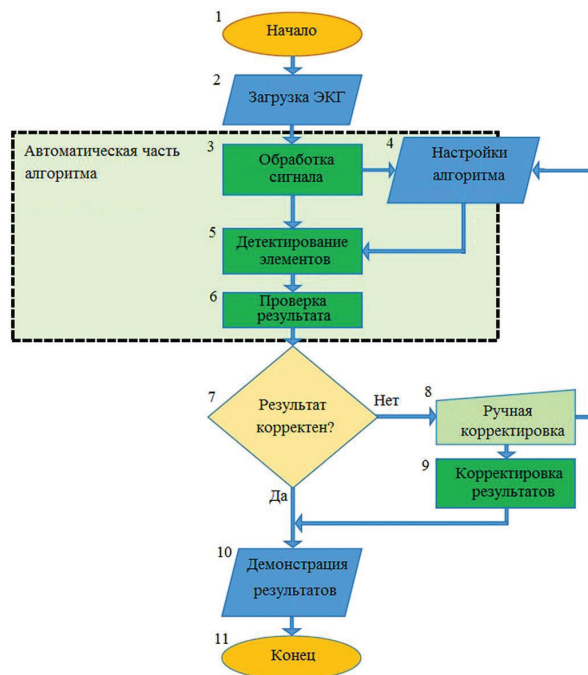 1
Начало
2
Загрузка ЭКГ
Автоматическая часть
алгоритма
3
Обработка
сигнала
4
Настройки
алгоритма
5
Детектирование
элементов
6
Проверка
результата
7
Результат
корректен?
Нет
8
Ручная
корректировка
9
Корректировка
результатов
Да
10
Демонстрация
результатов
11
Конец